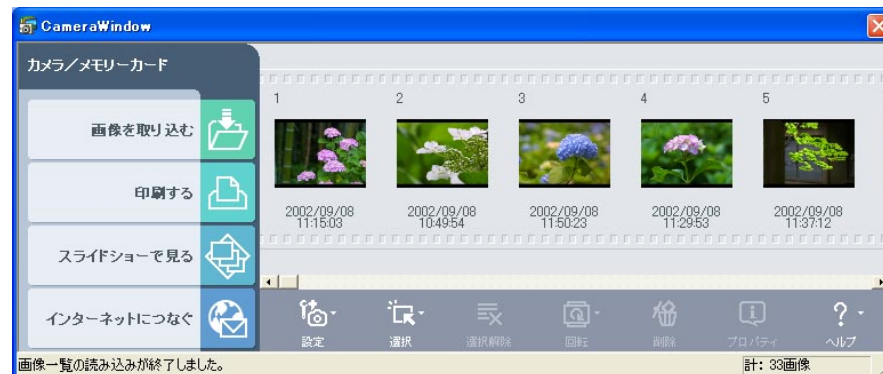 CameraWindow
カメラ／メモリーカード
画像を取り込む
印刷する
スライドショーで見る
インターネットにつなぐ
1 2 3 4 5
2002/09/08 2002/09/08 2002/09/08 2002/09/08 2002/09/08
11:15:03 10:49:54 11:50:23 11:29:53 11:37:12
設定 選択 選択解除 回転 削除 プロパティ ヘルプ
画像一覧の読み込みが終了しました。 計: 33画像